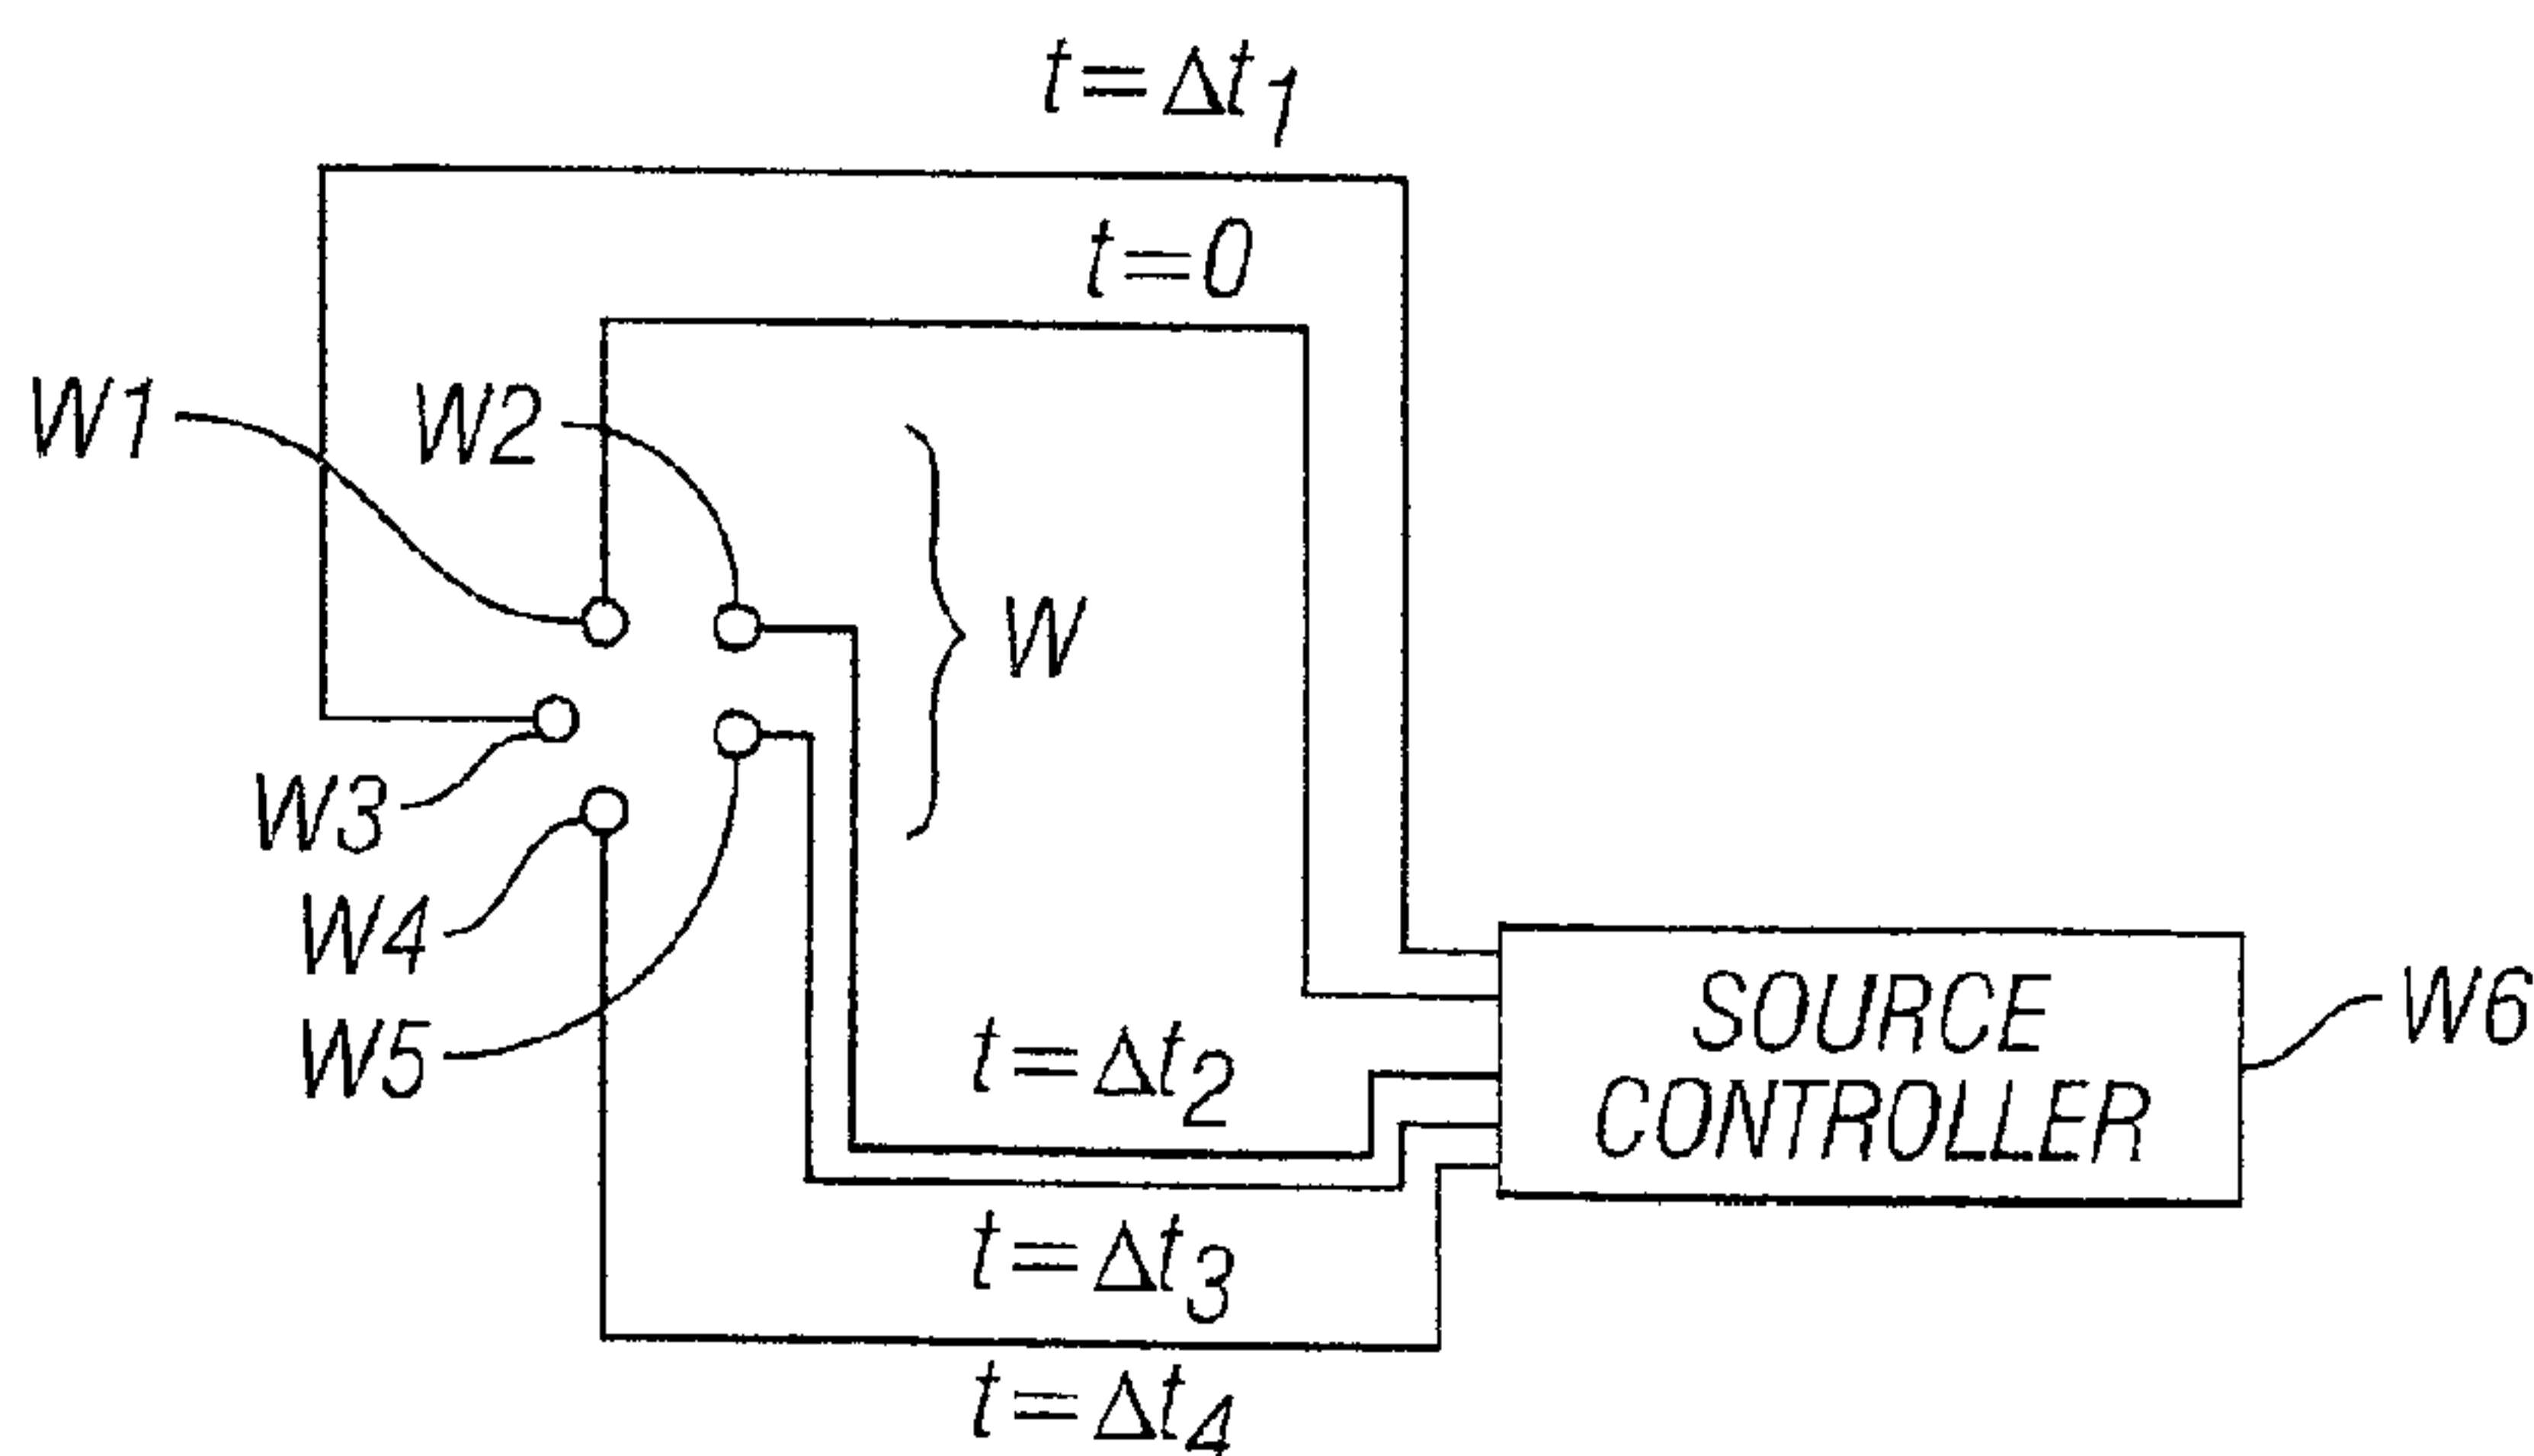 t=Δt1
t=0
W1
W2
W
W3
W4
W5
SOURCE
CONTROLLER
W6
t=Δt2
t=Δt3
t=Δt4